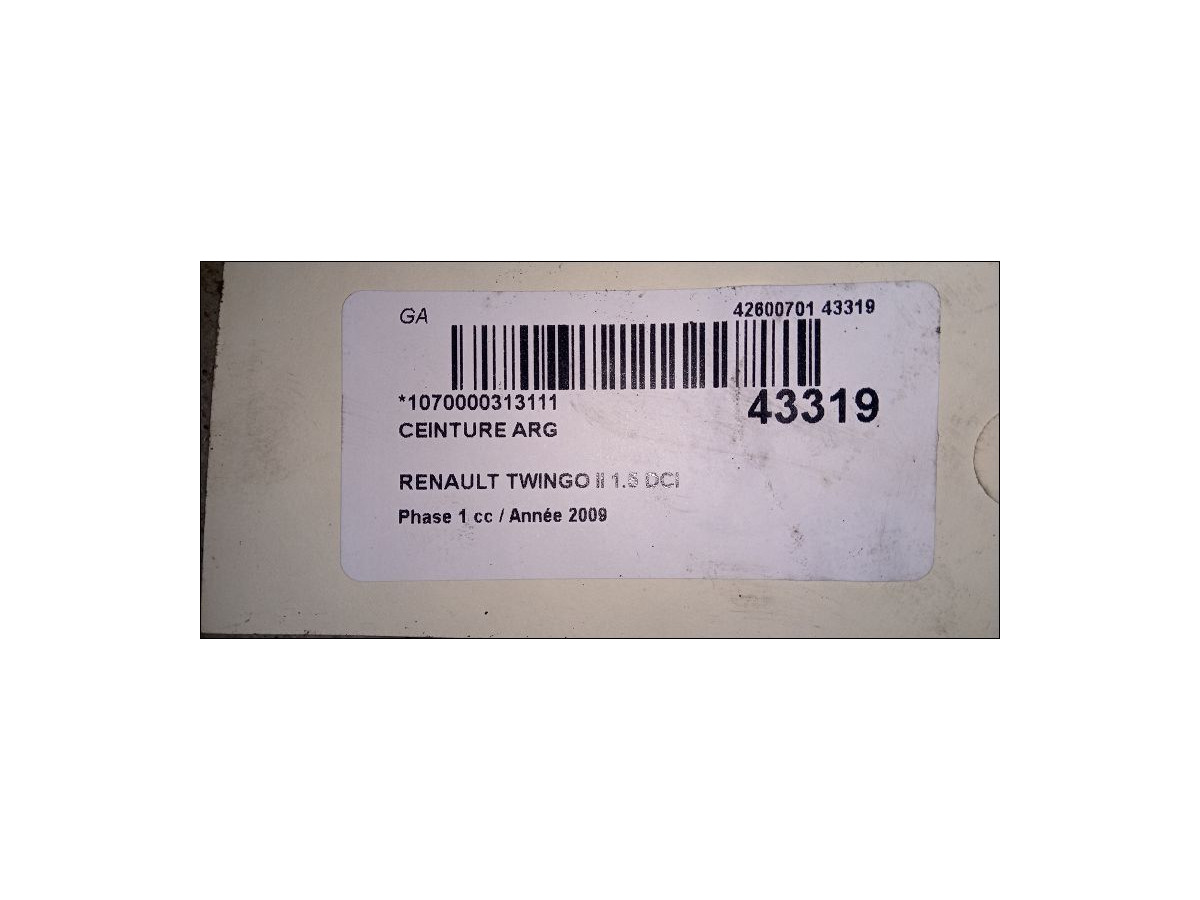 GA
42600701 43319
*1070000313111
43319
CEINTURE ARG
RENAULT TWINGO II 1.5 DCI
Phase 1 cc / Année 2009